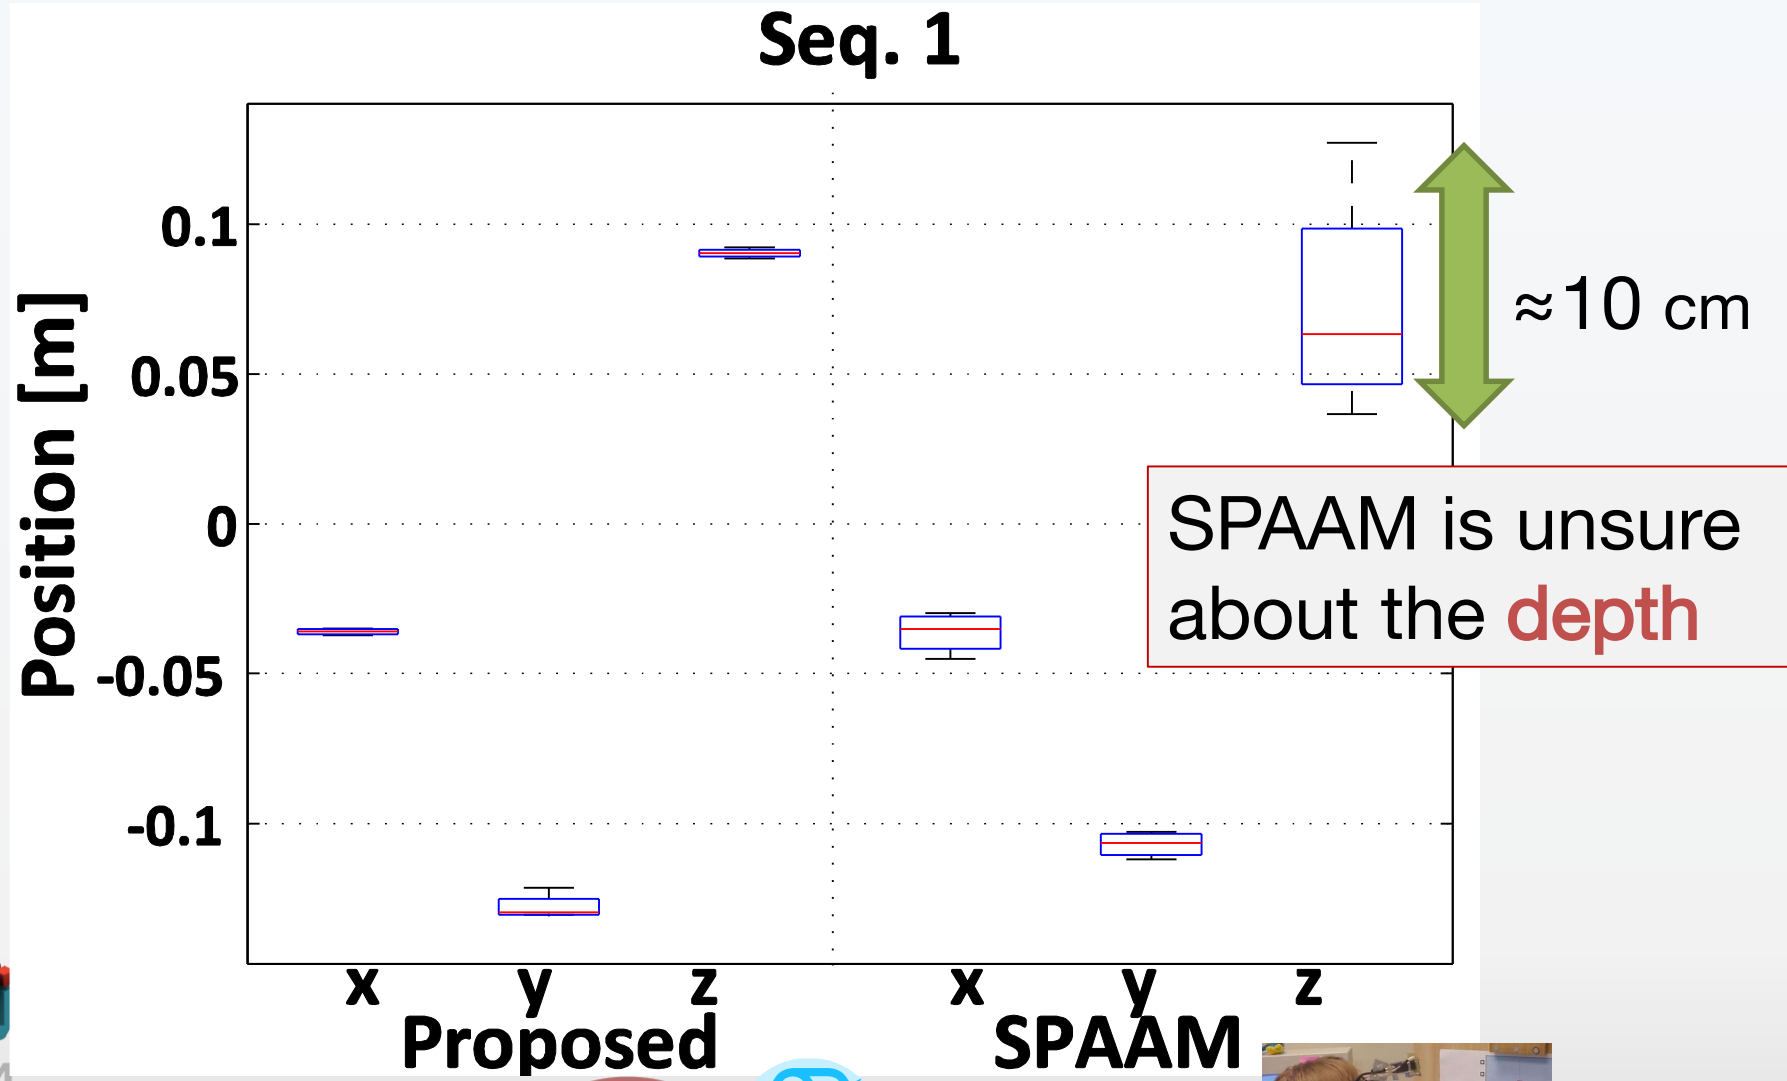 Seq. 1
Position [m]
0.1
0.05
0
-0.05
-0.1
≈10 cm
SPAAM is unsure
about the depth
x y z x y z
Proposed SPAAM